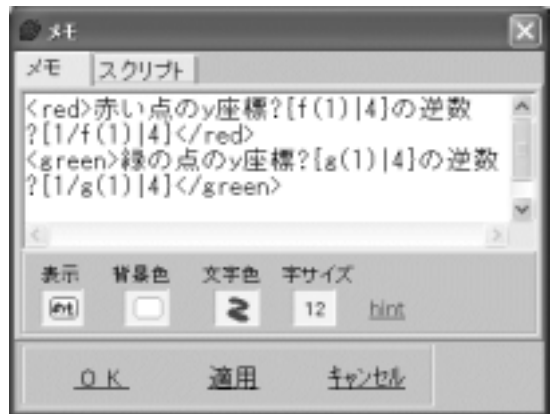 メモ
メモ
スクリプト
<red>赤い点のy座標?[f(1)|4]の逆数
?[1/f(1)|4]</red>
<green>緑の点のy座標?[g(1)|4]の逆数
?[1/g(1)|4]</green>
表示 背景色 文字色 字サイズ
めも 12 hint
OK 適用 キャンセル